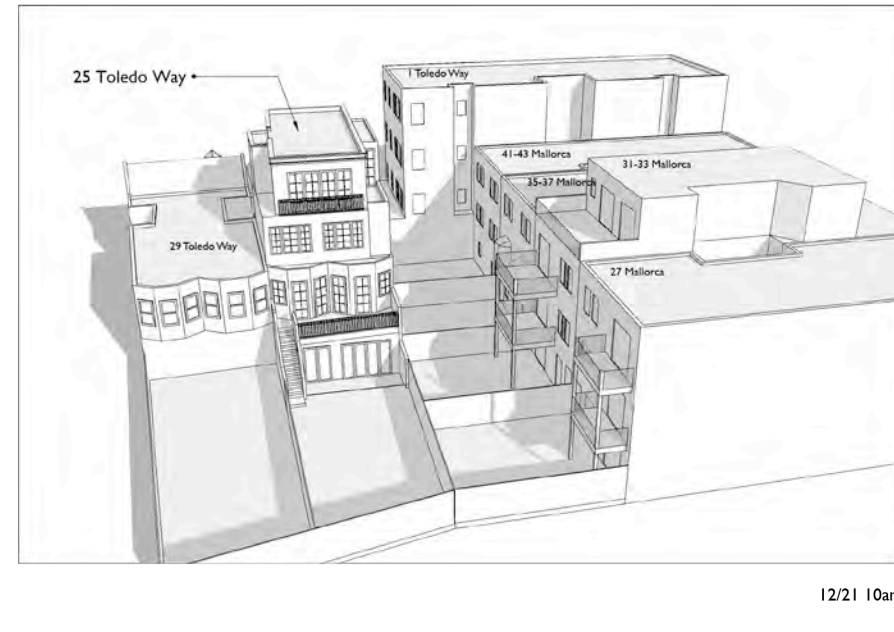 25 Toledo Way
1 Toledo Way
41-43 Mallorca
31-33 Mallorca
35-37 Mallorca
29 Toledo Way
27 Mallorca
12/21 10a